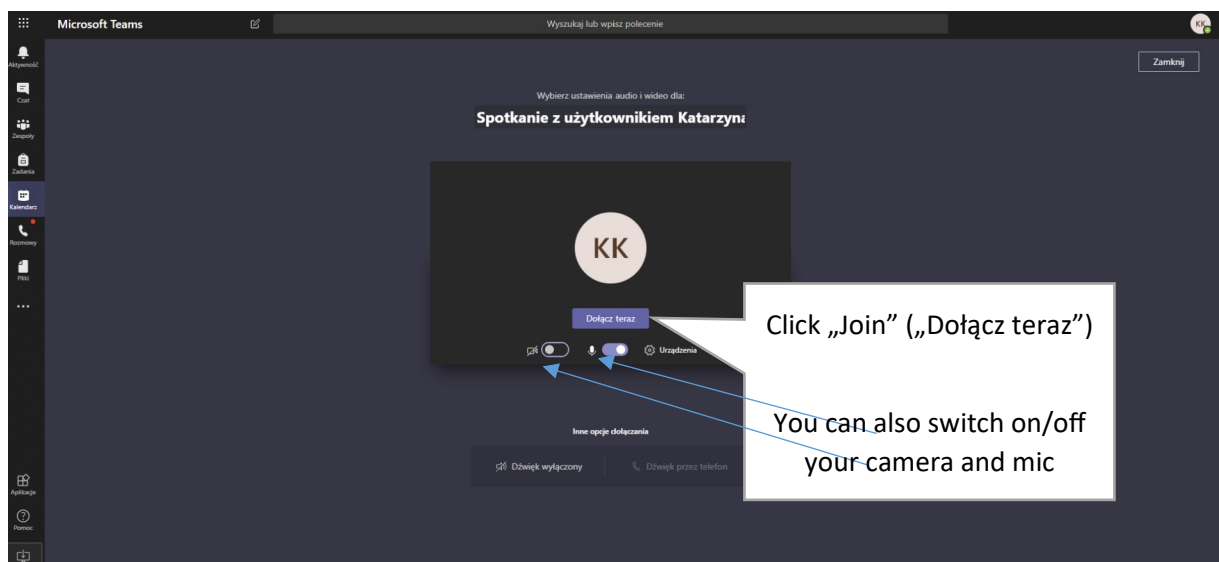 Microsoft Teams
Wyszukaj lub wpisz polecenie
KK
Aktywność
Zamknij
Czat
Wybierz ustawienia audio i wideo dla:
Spotkanie z użytkownikiem Katarzyna
Zespoły
Zadania
Kalendarz
Rozmowy
KK
Pliki
Dołącz teraz
Click „Join” („Dołącz teraz”)
Urządzenia
You can also switch on/off
your camera and mic
Inne opcje dołączania
Dźwięk wyłączony
Dźwięk przez telefon
Aplikacje
Pomoc